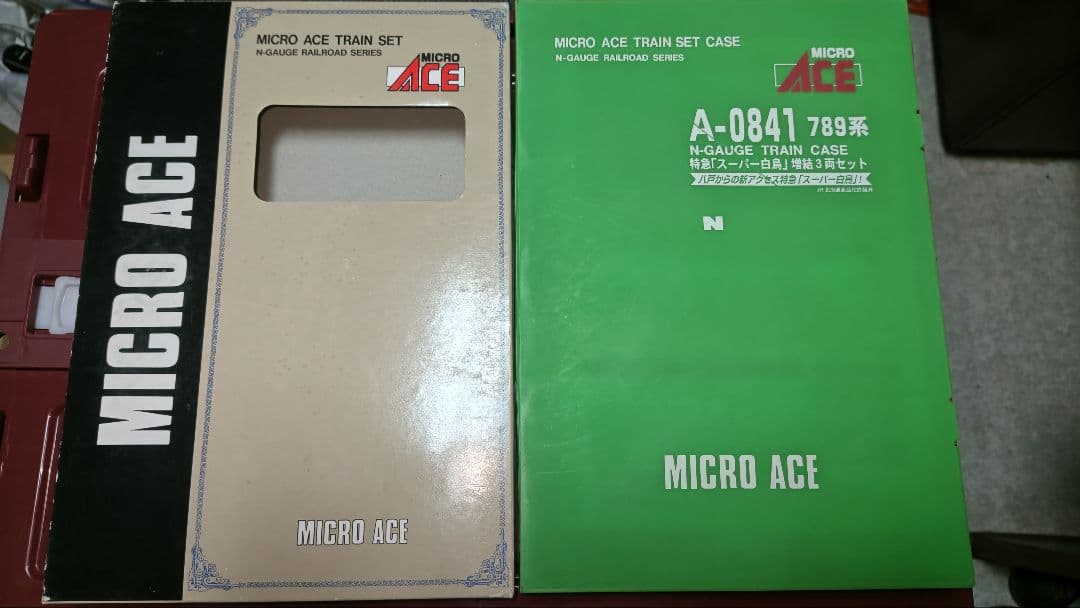 MICRO ACE
MICRO ACE TRAIN SET
N-GAUGE RAILROAD SERIES
MICRO
ACE
MICRO ACE
MICRO ACE TRAIN SET CASE
N-GAUGE RAILROAD SERIES
MICRO
ACE
A-0841 789系
N-GAUGE TRAIN CASE
特急「スーパー白鳥」増結3両セット
八戸からの新アクセス特急「スーパー白鳥」!
N
MICRO ACE